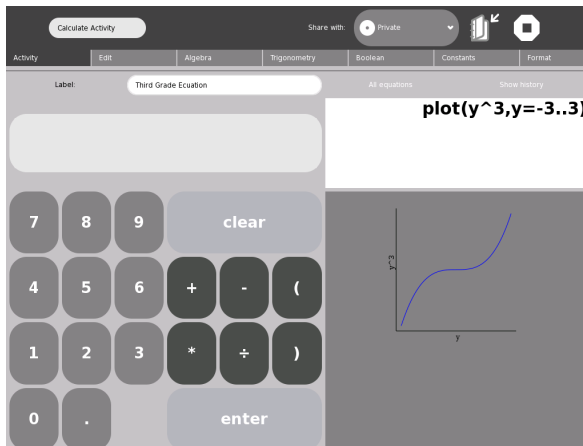 Calculate Activity
Share with:
Private
Activity Edit Algebra Trigonometry Boolean Constants Format
Label:
Third Grade Ecuation
All equations
Show history
plot(y^3,y=-3..3)
7 8 9 clear
4 5 6 + - (
1 2 3 * ÷ )
0 . enter
y^3
y